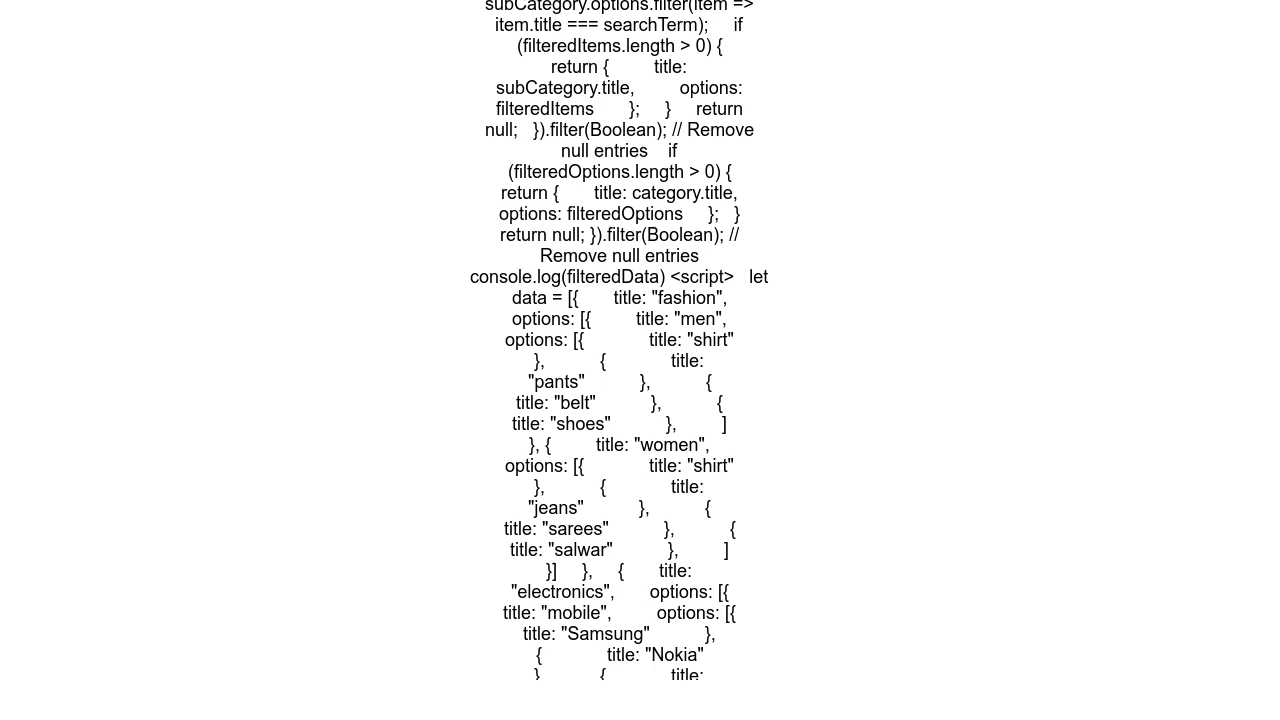 subCategory.options.filter(item =>
item.title === searchTerm);     if
(filteredItems.length > 0) {
return {         title:
subCategory.title,         options:
filteredItems       };     }     return
null;   }).filter(Boolean); // Remove
null entries    if
(filteredOptions.length > 0) {
return {       title: category.title,
options: filteredOptions     };   }
return null; }).filter(Boolean); //
Remove null entries
console.log(filteredData) <script>   let
data = [{       title: "fashion",
options: [{         title: "men",
options: [{             title: "shirt"
},           {             title:
"pants"           },           {
title: "belt"           },           {
title: "shoes"           },         ]
}, {         title: "women",
options: [{             title: "shirt"
},           {             title:
"jeans"           },           {
title: "sarees"           },           {
title: "salwar"           },         ]
}]     },     {       title:
"electronics",       options: [{
title: "mobile",         options: [{
title: "Samsung"           },
{             title: "Nokia"
},           {             title: